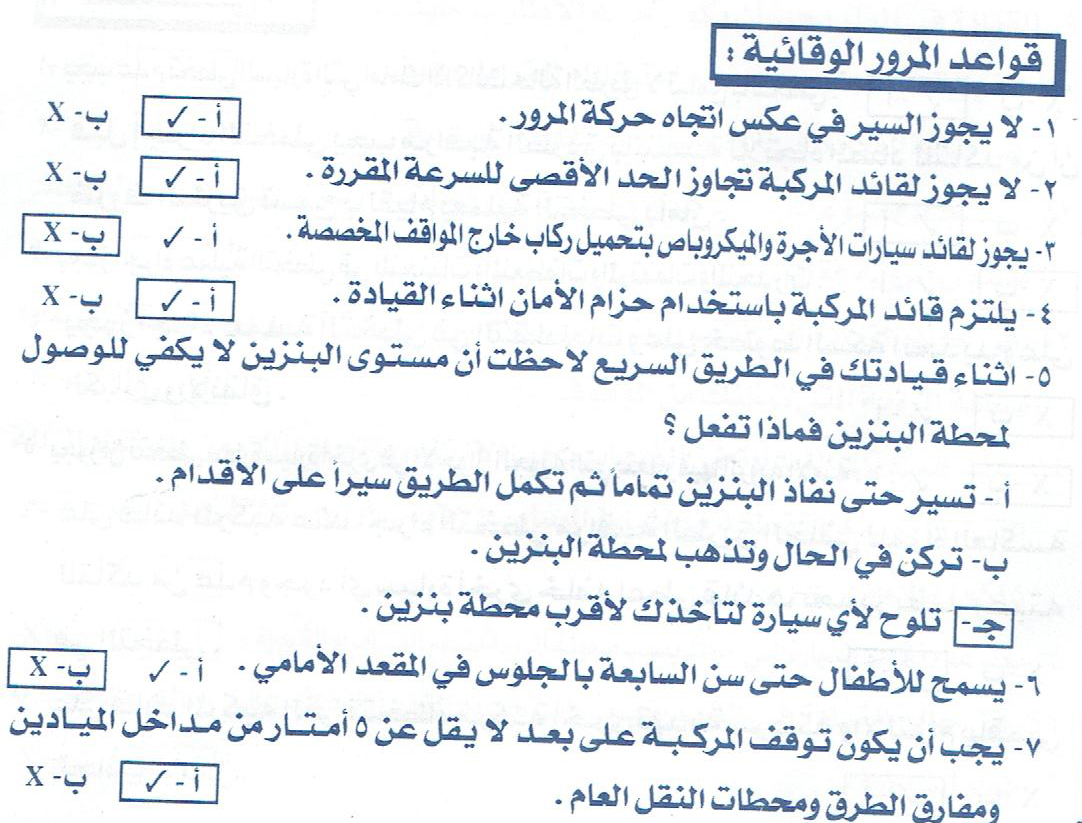 قواعد المرور الوقائية :
١- لا يجوز السير في عكس اتجاه حركة المرور. أ - ✓ ب- X
٢- لا يجوز لقائد المركبة تجاوز الحد الأقصى للسرعة المقررة . أ - ✓ ب- X
٣- يجوز لقائد سيارات الأجرة والميكروباص بتحميل ركاب خارج المواقف المخصصة . أ - ✓ ب- X
٤- يلتزم قائد المركبة باستخدام حزام الأمان اثناء القيادة . أ - ✓ ب- X
٥- اثناء قيادتك في الطريق السريع لاحظت أن مستوى البنزين لا يكفي للوصول
لمحطة البنزين فماذا تفعل ؟
أ- تسير حتى نفاذ البنزين تماماً ثم تكمل الطريق سيراً على الأقدام .
ب- تركن في الحال وتذهب لمحطة البنزين .
جـ- تلوح لأي سيارة لتأخذك لأقرب محطة بنزين .
٦- يسمح للأطفال حتى سن السابعة بالجلوس في المقعد الأمامي . أ - ✓ ب- X
٧- يجب أن يكون توقف المركبة على بعد لا يقل عن ٥ أمتار من مداخل الميادين
ومفارق الطرق ومحطات النقل العام . أ - ✓ ب- X